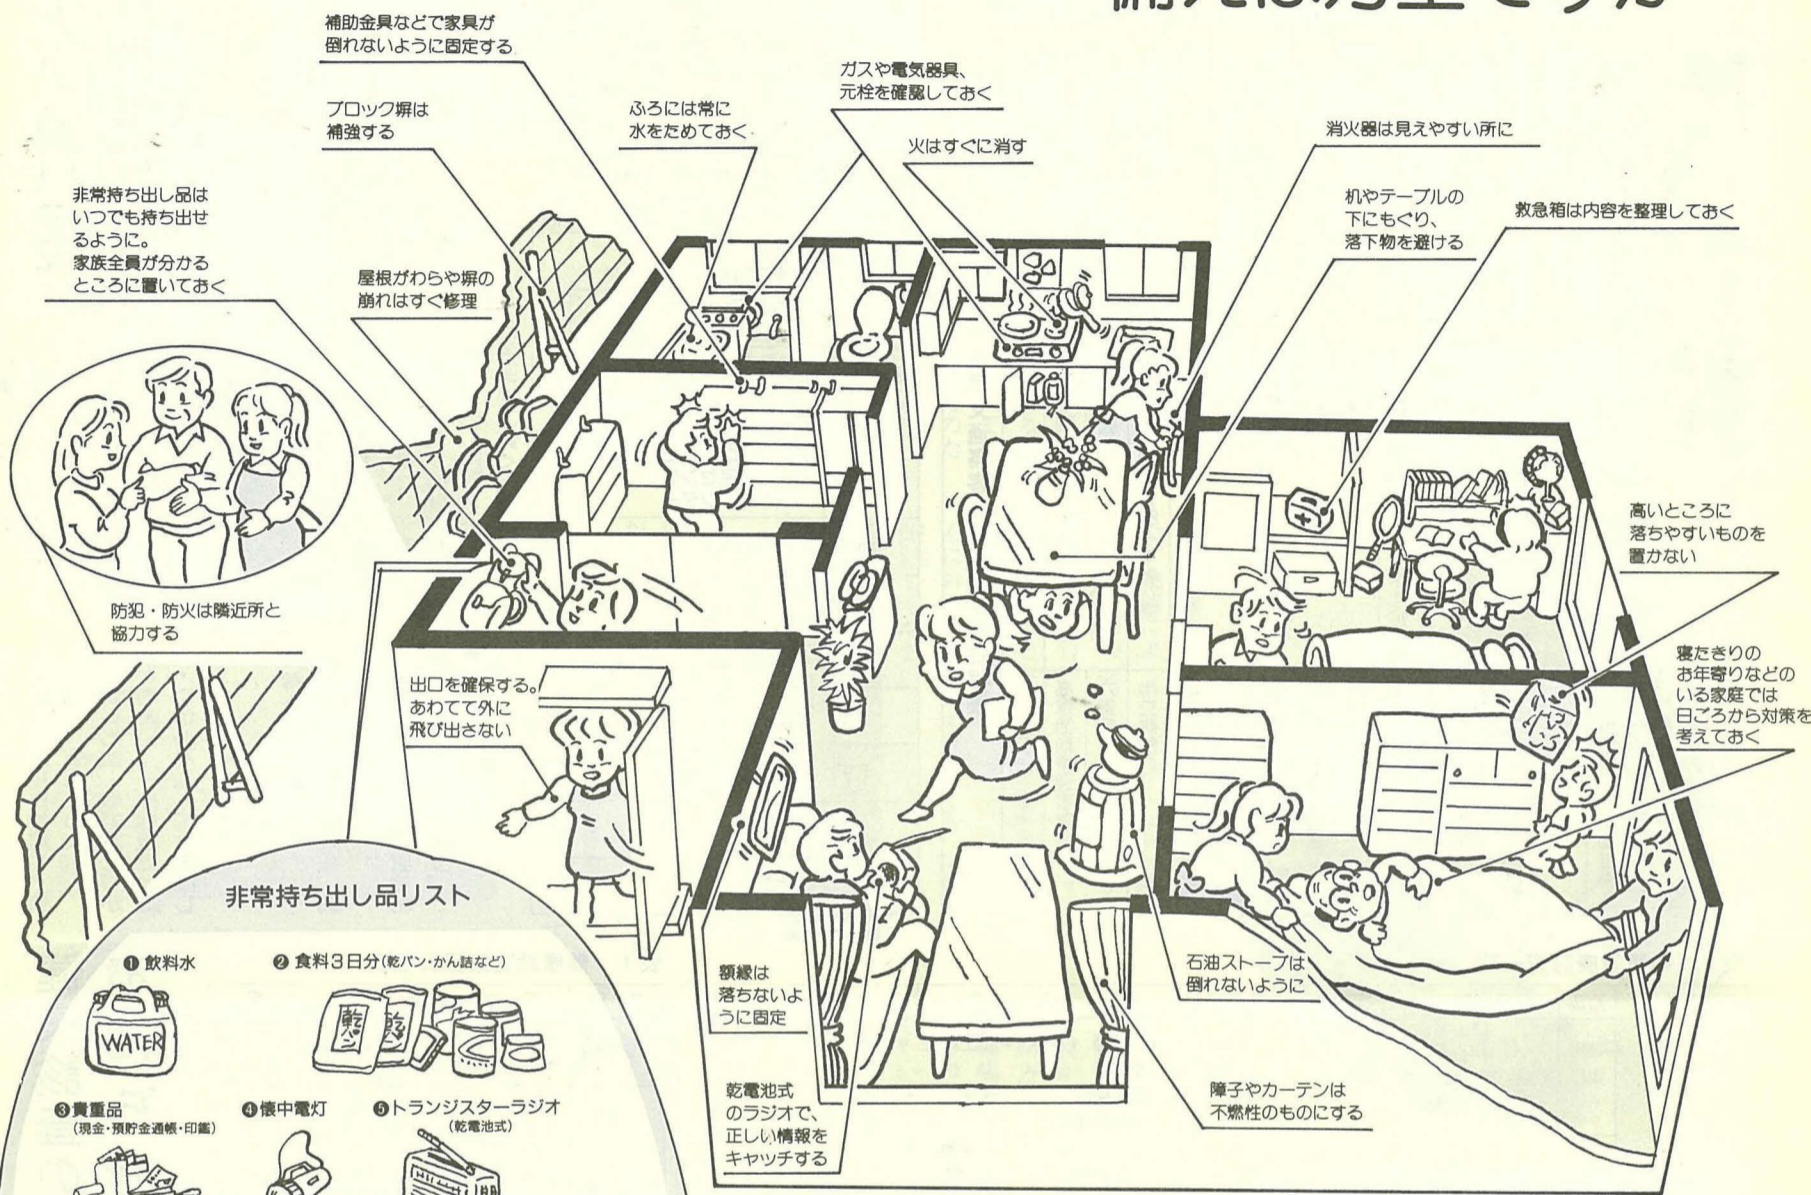 備えは万全ですか
補助金具などで家具が
倒れないように固定する
ガスや電気器具、
元栓を確認しておく
ブロック塀は
補強する
ふろには常に
水をためておく
火はすぐに消す
消火器は見えやすい所に
非常持ち出し品は
いつでも持ち出せ
るように。
家族全員が分かる
ところに置いておく
屋根がわらや塀の
崩れはすぐ修理
机やテーブルの
下にもぐり、
落下物を避ける
救急箱は内容を整理しておく
防犯・防火は隣近所と
協力する
高いところに
落ちやすいものを
置かない
出口を確保する。
あわてて外に
飛び出さない
寝たきりの
お年寄りなどの
いる家庭では
日ごろから対策を
考えておく
額縁は
落ちないよ
うに固定
石油ストーブは
倒れないように
乾電池式
のラジオで、
正しい情報を
キャッチする
障子やカーテンは
不燃性のものにする
非常持ち出し品リスト
❶ 飲料水
WATER
❷ 食料3日分(乾パン・かん詰など)
乾パン
乾パン
❸ 貴重品
(現金・預貯金通帳・印鑑)
❹ 懐中電灯
❺ トランジスターラジオ
(乾電池式)